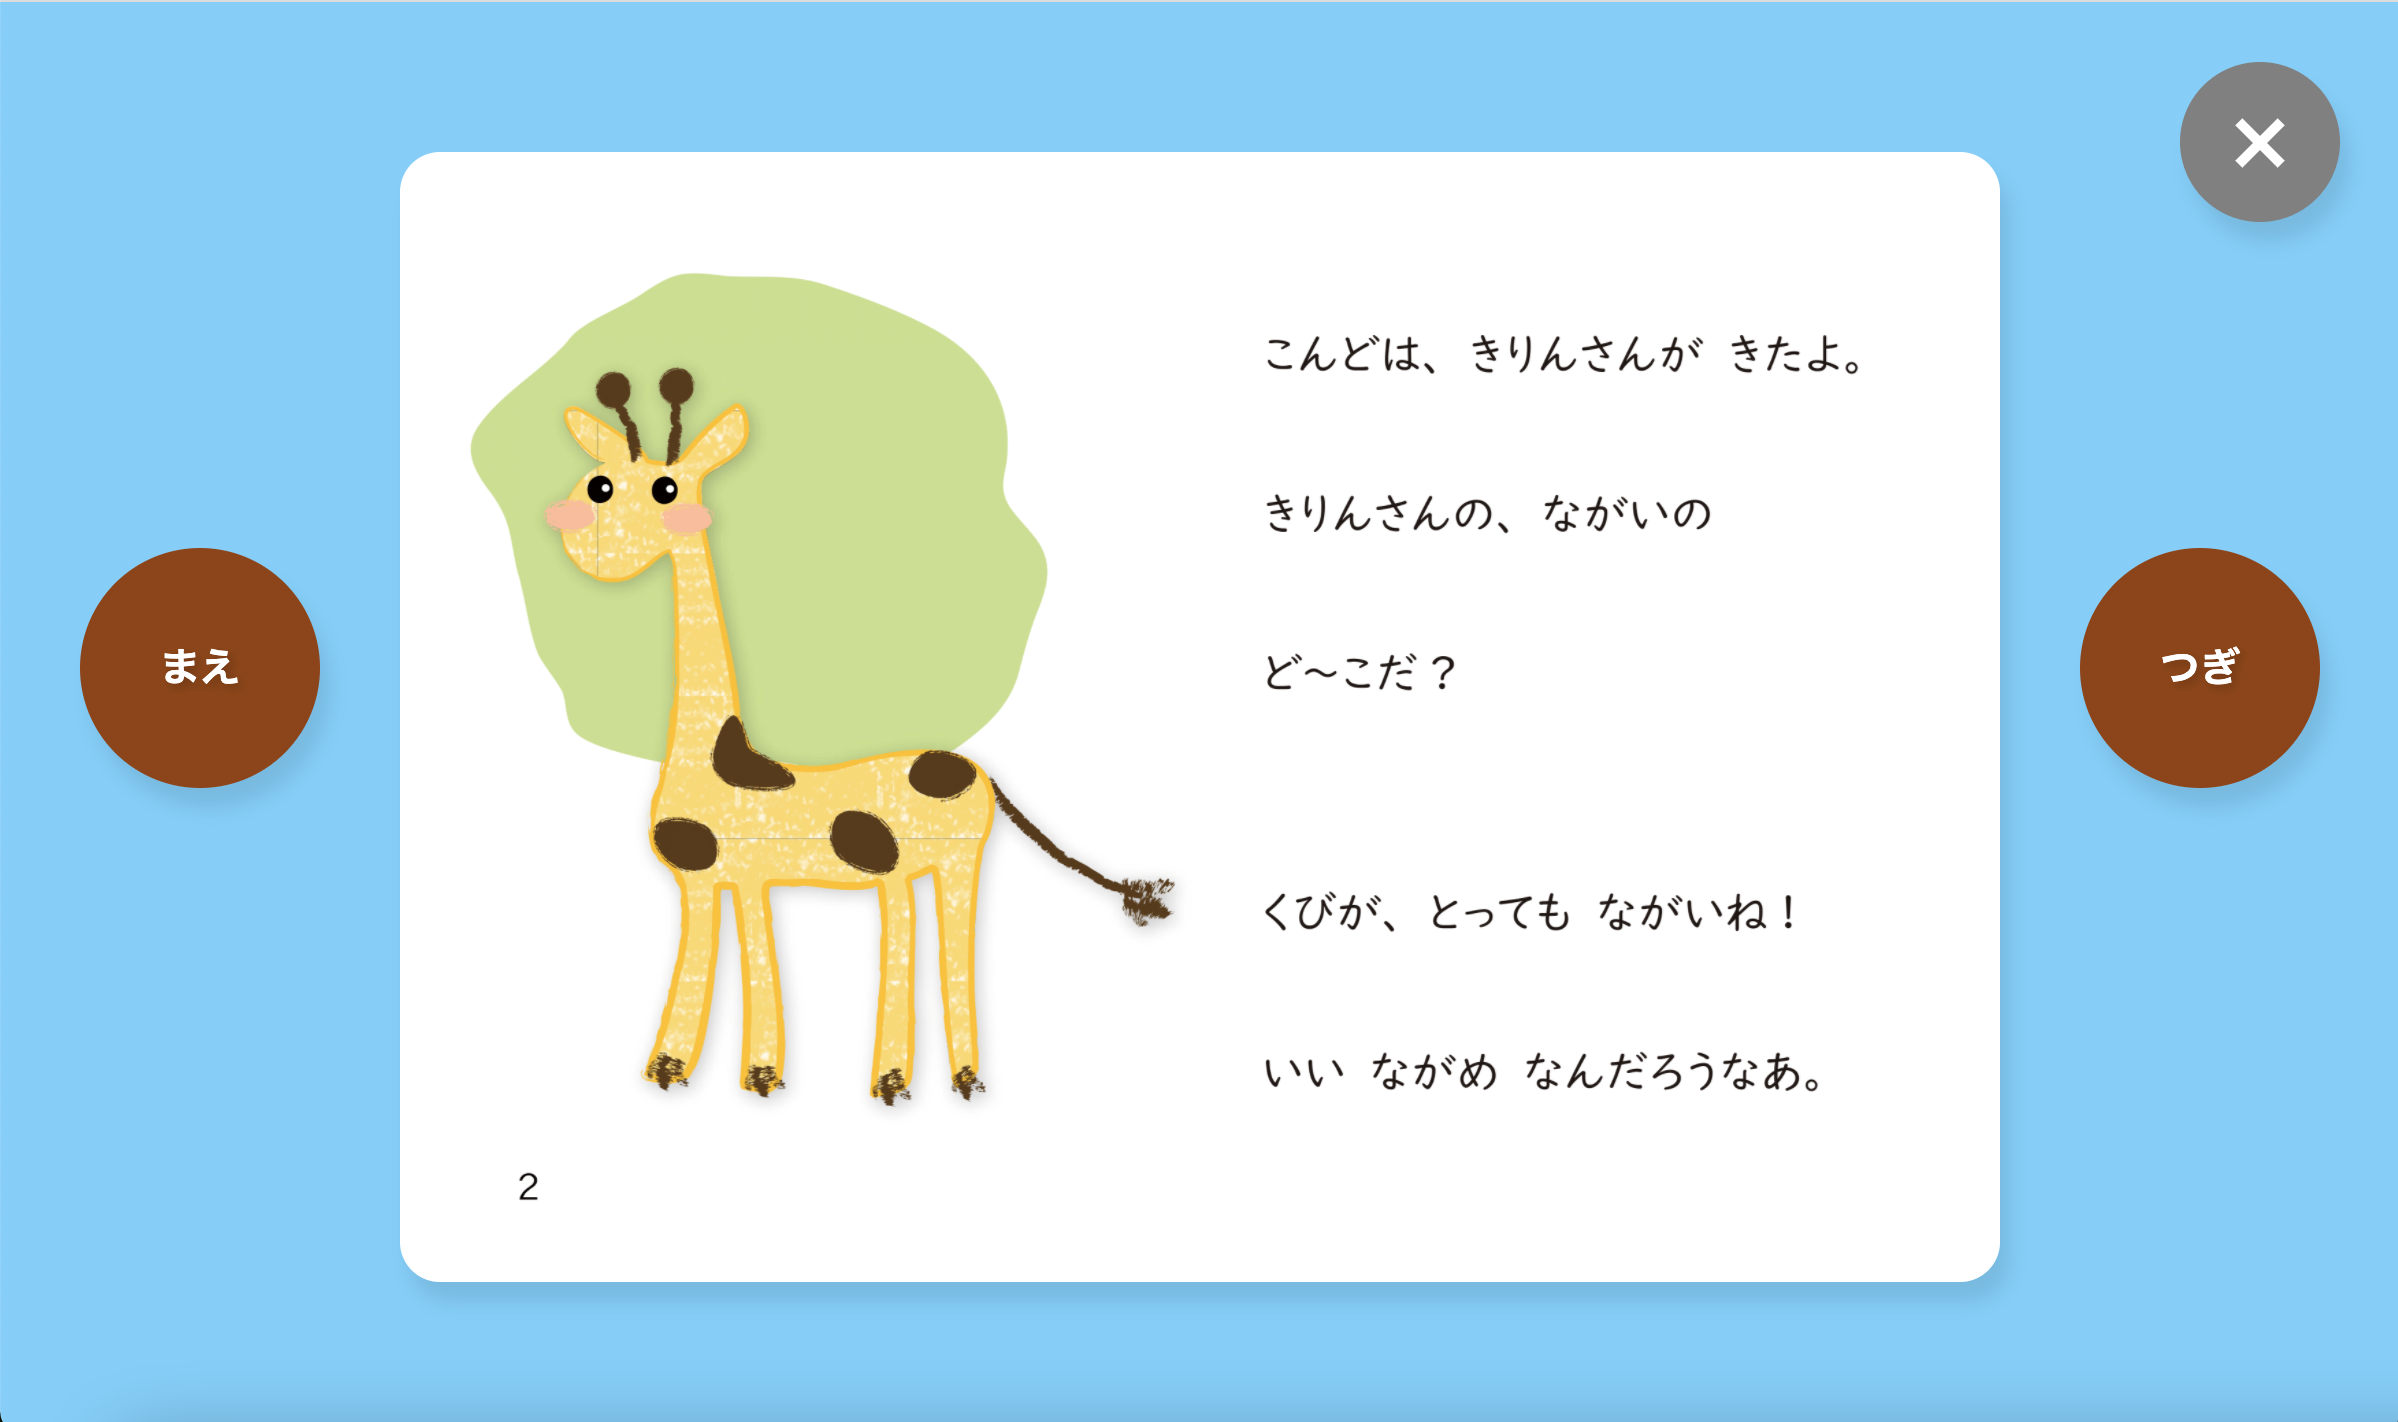 こんどは、きりんさんが きたよ。
きりんさんの、ながいの
ど〜こだ？
くびが、とっても ながいね！
いい ながめ なんだろうなあ。
まえ
つぎ
2